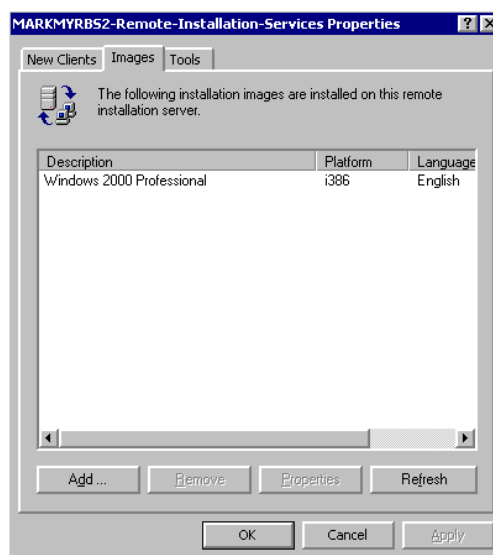 MARKMYRBS2-Remote-Installation-Services Properties
New Clients Images Tools
The following installation images are installed on this remote
installation server.
Description Platform Language
Windows 2000 Professional i386 English
Add ... Remove Properties Refresh
OK Cancel Apply